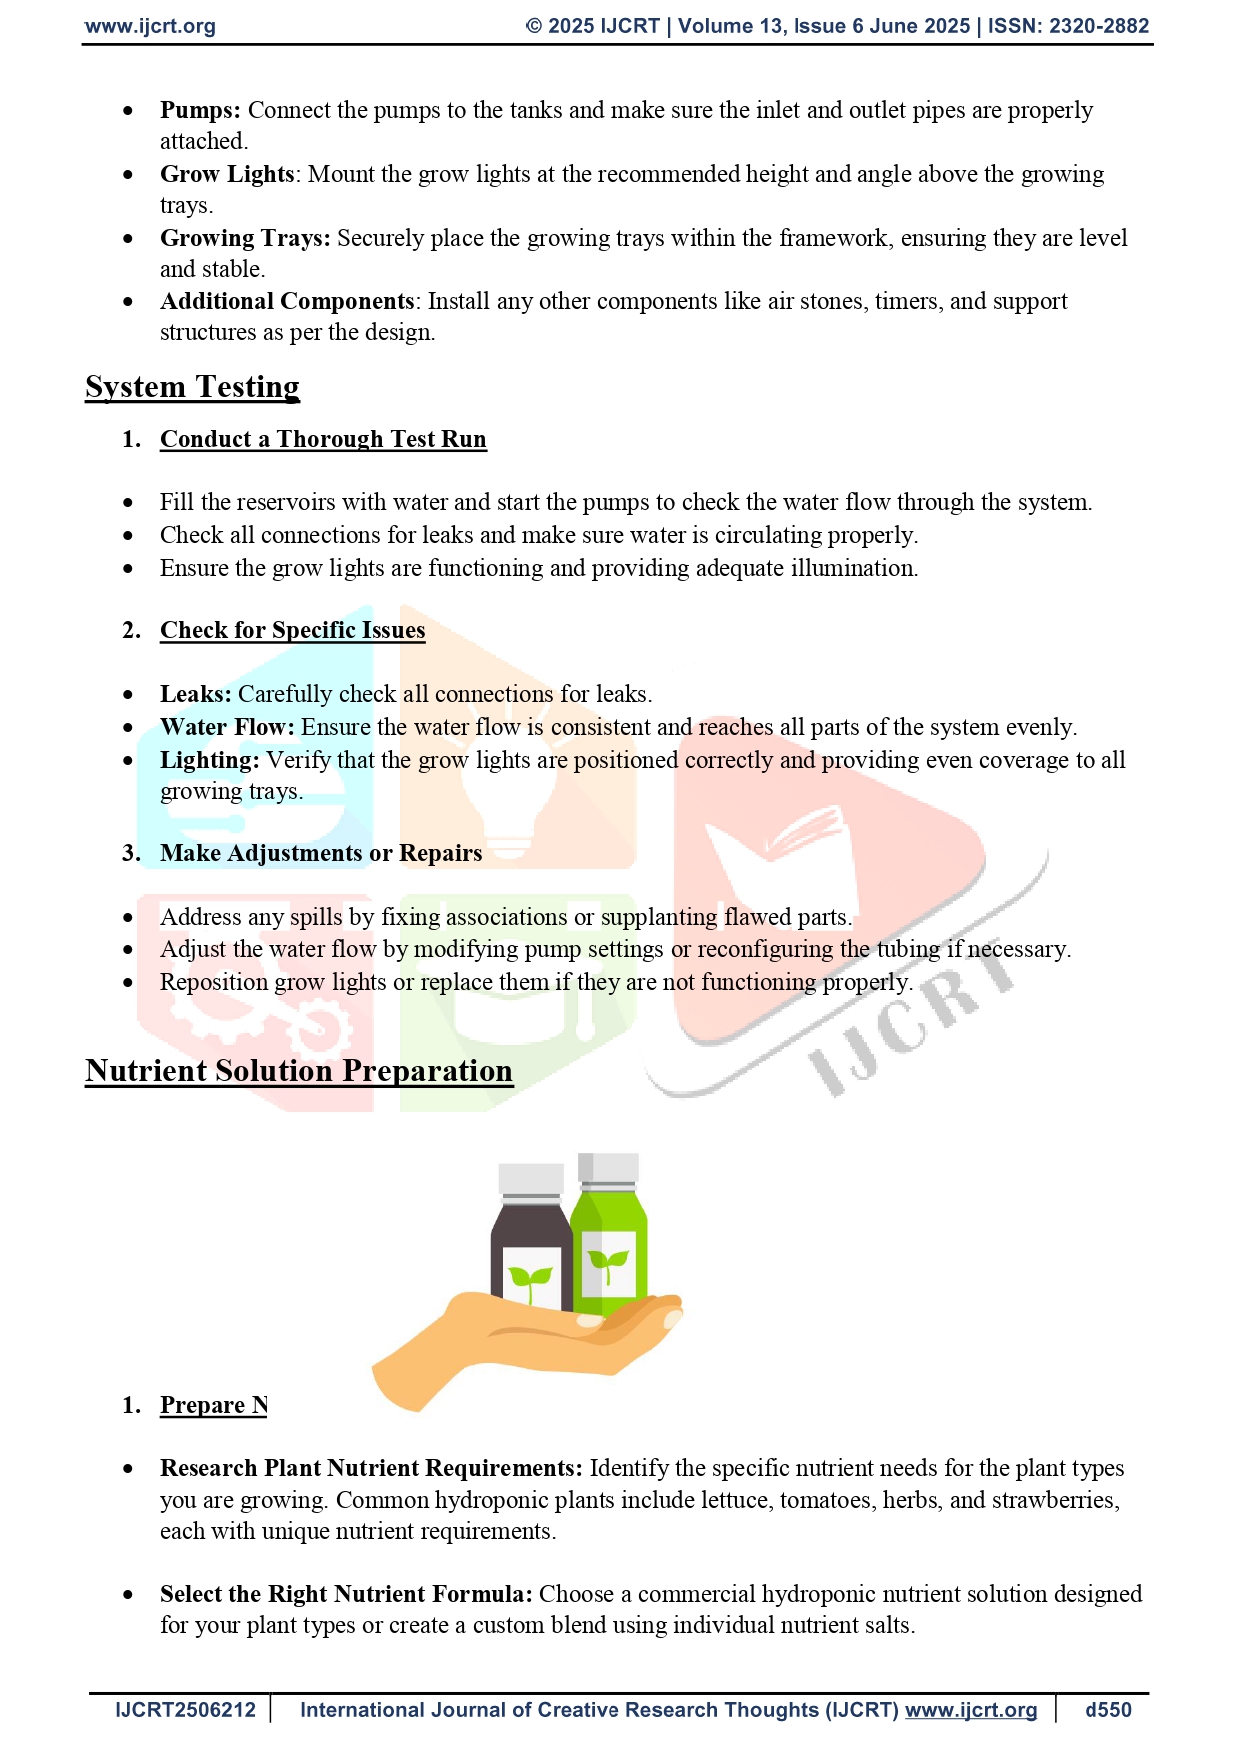 www.ijcrt.org © 2025 IJCRT | Volume 13, Issue 6 June 2025 | ISSN: 2320-2882
• Pumps: Connect the pumps to the tanks and make sure the inlet and outlet pipes are properly
attached.
• Grow Lights: Mount the grow lights at the recommended height and angle above the growing
trays.
• Growing Trays: Securely place the growing trays within the framework, ensuring they are level
and stable.
• Additional Components: Install any other components like air stones, timers, and support
structures as per the design.
System Testing
1. Conduct a Thorough Test Run
• Fill the reservoirs with water and start the pumps to check the water flow through the system.
• Check all connections for leaks and make sure water is circulating properly.
• Ensure the grow lights are functioning and providing adequate illumination.
2. Check for Specific Issues
• Leaks: Carefully check all connections for leaks.
• Water Flow: Ensure the water flow is consistent and reaches all parts of the system evenly.
• Lighting: Verify that the grow lights are positioned correctly and providing even coverage to all
growing trays.
3. Make Adjustments or Repairs
• Address any spills by fixing associations or supplanting flawed parts.
• Adjust the water flow by modifying pump settings or reconfiguring the tubing if necessary.
• Reposition grow lights or replace them if they are not functioning properly.
IJCRT
Nutrient Solution Preparation
1. Prepare N
• Research Plant Nutrient Requirements: Identify the specific nutrient needs for the plant types
you are growing. Common hydroponic plants include lettuce, tomatoes, herbs, and strawberries,
each with unique nutrient requirements.
• Select the Right Nutrient Formula: Choose a commercial hydroponic nutrient solution designed
for your plant types or create a custom blend using individual nutrient salts.
IJCRT2506212 International Journal of Creative Research Thoughts (IJCRT) www.ijcrt.org d550